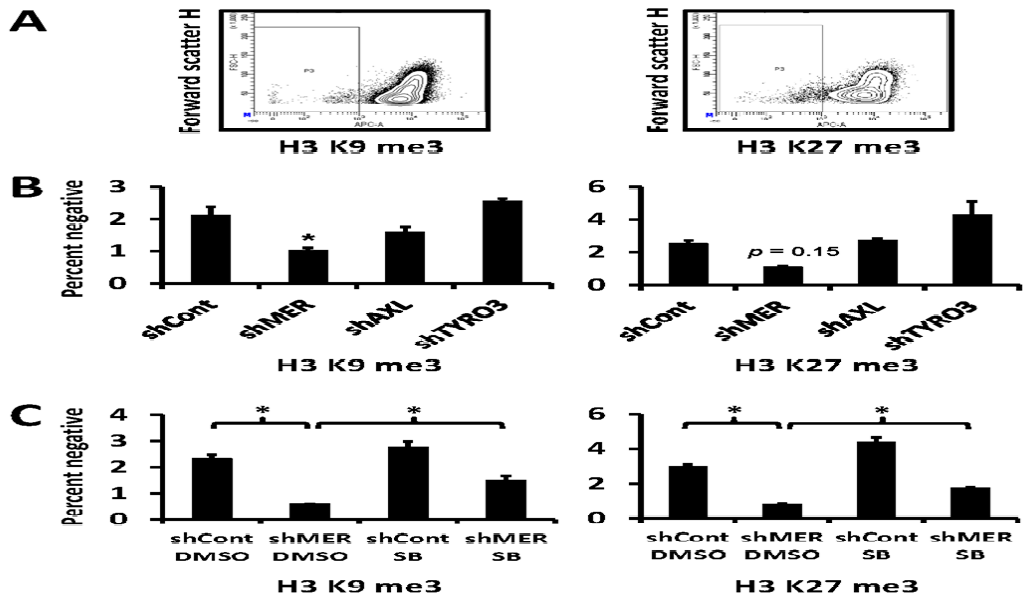 A
Forward scatter H
FSC-H
P3
APC-A
H3 K9 me3
Forward scatter H
FSC-H
P3
APC-A
H3 K27 me3
B
Percent negative
3
2
1
0
*
shCont
shMER
shAXL
shTYRO3
H3 K9 me3
6
4
2
0
p = 0.15
shCont
shMER
shAXL
shTYRO3
H3 K27 me3
C
Percent negative
4
3
2
1
0
*
*
shCont DMSO
shMER DMSO
shCont SB
shMER SB
H3 K9 me3
6
4
2
0
*
*
shCont DMSO
shMER DMSO
shCont SB
shMER SB
H3 K27 me3